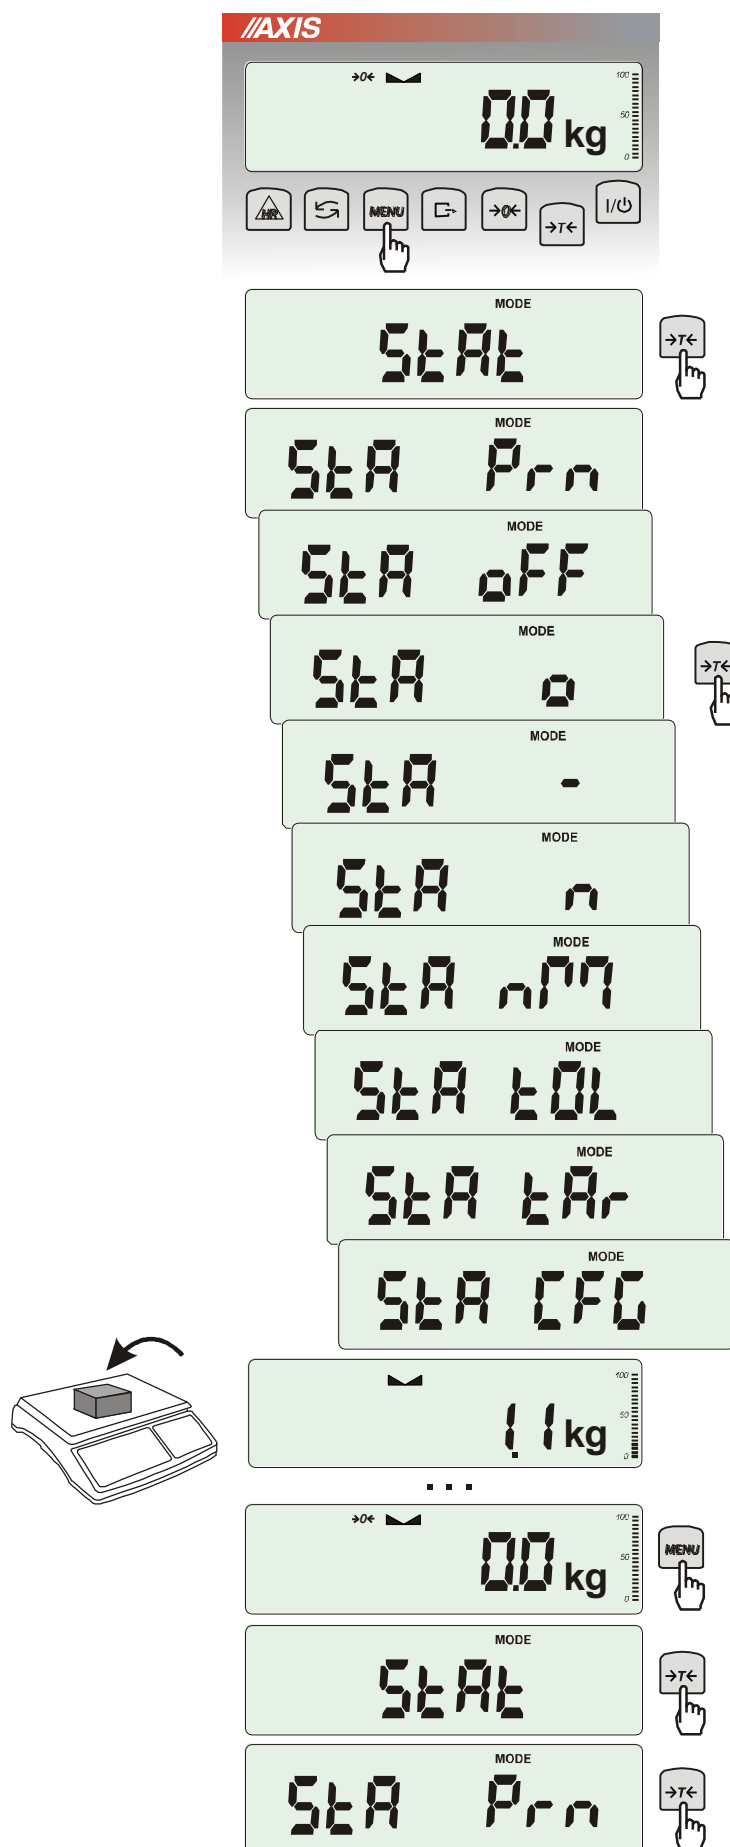 AXIS
→0←
100
50
0
0.0 kg
HR
MENU
→0←
→T←
I/⏻
MODE
StAt
→T←
MODE
StA Prn
MODE
StA oFF
MODE
StA o
→T←
MODE
StA -
MODE
StA n
MODE
StA nM
MODE
StA tOL
MODE
StA tAr
MODE
StA CFG
100
50
0
1.1 kg
...
→0←
100
50
0
0.0 kg
MENU
MODE
StAt
→T←
MODE
StA Prn
→T←